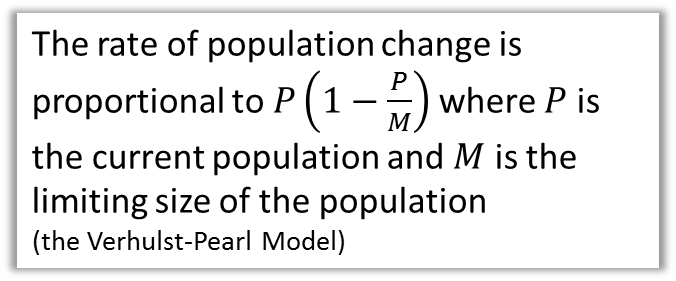 The rate of population change is
proportional to P(1 − P/M) where P is
the current population and M is the
limiting size of the population
(the Verhulst-Pearl Model)